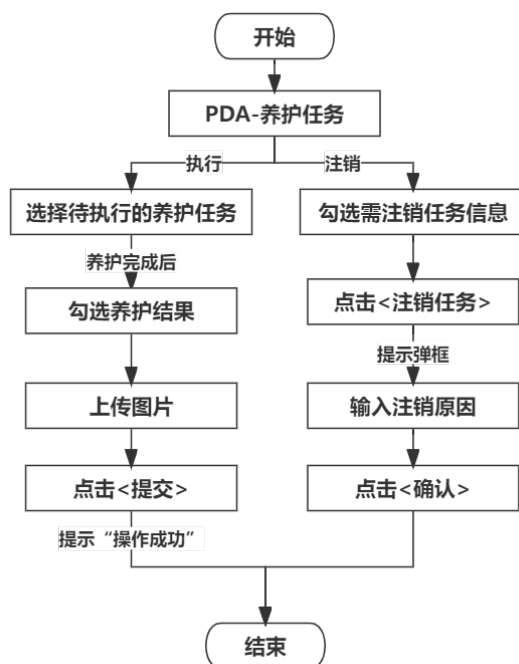 开始
PDA-养护任务
执行
注销
选择待执行的养护任务
勾选需注销任务信息
养护完成后
勾选养护结果
点击<注销任务>
提示弹框
上传图片
输入注销原因
点击<提交>
点击<确认>
提示“操作成功”
结束